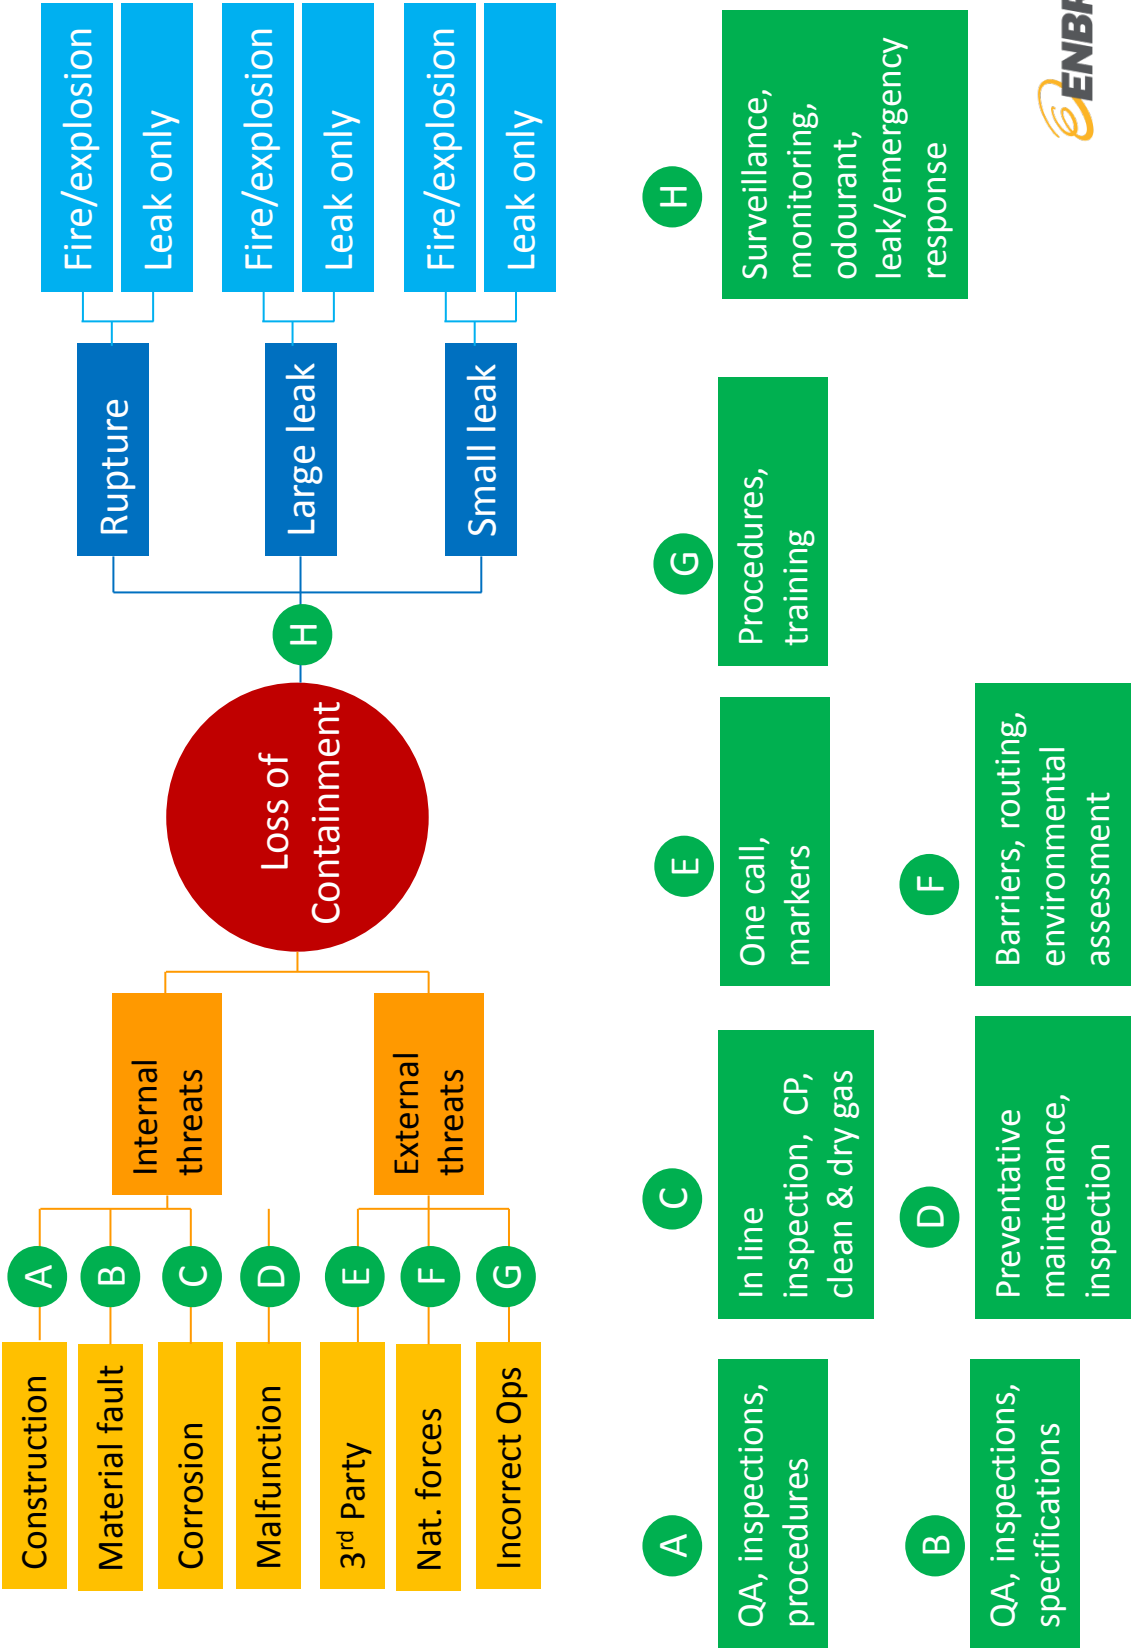 Construction
A
Material fault
B
Corrosion
C
Malfunction
D
3rd Party
E
Nat. forces
F
Incorrect Ops
G
Internal
threats
External
threats
Loss of
Containment
H
Rupture
Large leak
Small leak
Fire/explosion
Leak only
Fire/explosion
Leak only
Fire/explosion
Leak only
A
QA, inspections,
procedures
B
QA, inspections,
specifications
C
In line
inspection, CP,
clean & dry gas
D
Preventative
maintenance,
inspection
E
One call,
markers
F
Barriers, routing,
environmental
assessment
G
Procedures,
training
H
Surveillance,
monitoring,
odourant,
leak/emergency
response